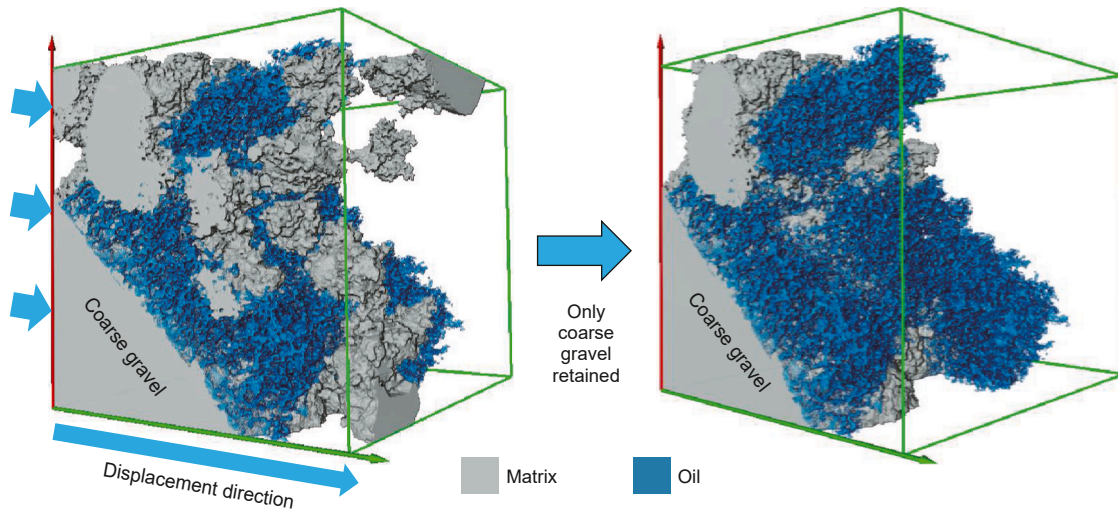 Coarse gravel
Displacement direction
Only
coarse
gravel
retained
Coarse gravel
Matrix
Oil